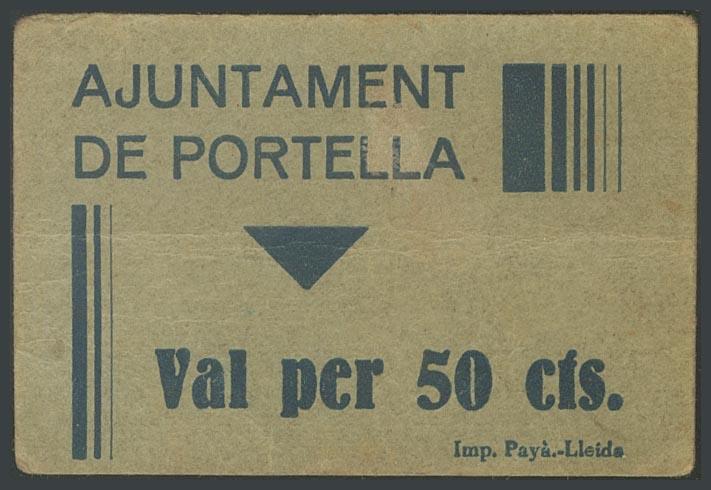 AJUNTAMENT
DE PORTELLA
Val per 50 cts.
Imp. Payà.-Lleida